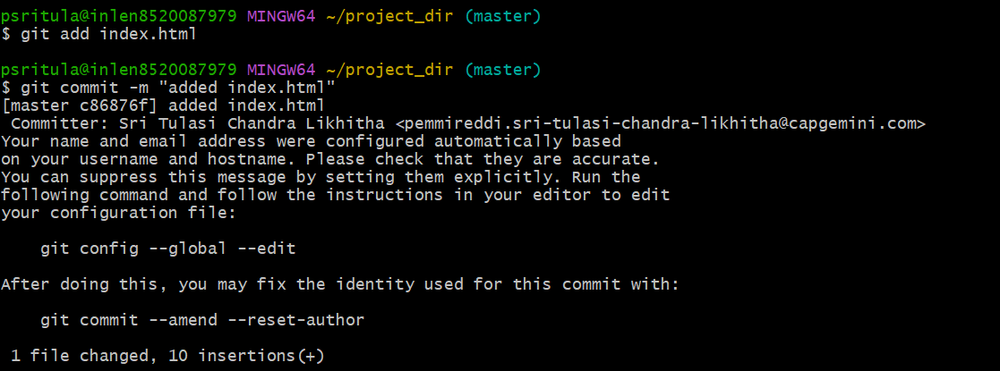 psritula@inlen8520087979 MINGW64 ~/project_dir (master)
$ git add index.html
psritula@inlen8520087979 MINGW64 ~/project_dir (master)
$ git commit -m "added index.html"
[master c86876f] added index.html
 Committer: Sri Tulasi Chandra Likhitha <pemmireddi.sri-tulasi-chandra-likhitha@capgemini.com>
Your name and email address were configured automatically based
on your username and hostname. Please check that they are accurate.
You can suppress this message by setting them explicitly. Run the
following command and follow the instructions in your editor to edit
your configuration file:
    git config --global --edit
After doing this, you may fix the identity used for this commit with:
    git commit --amend --reset-author
 1 file changed, 10 insertions(+)